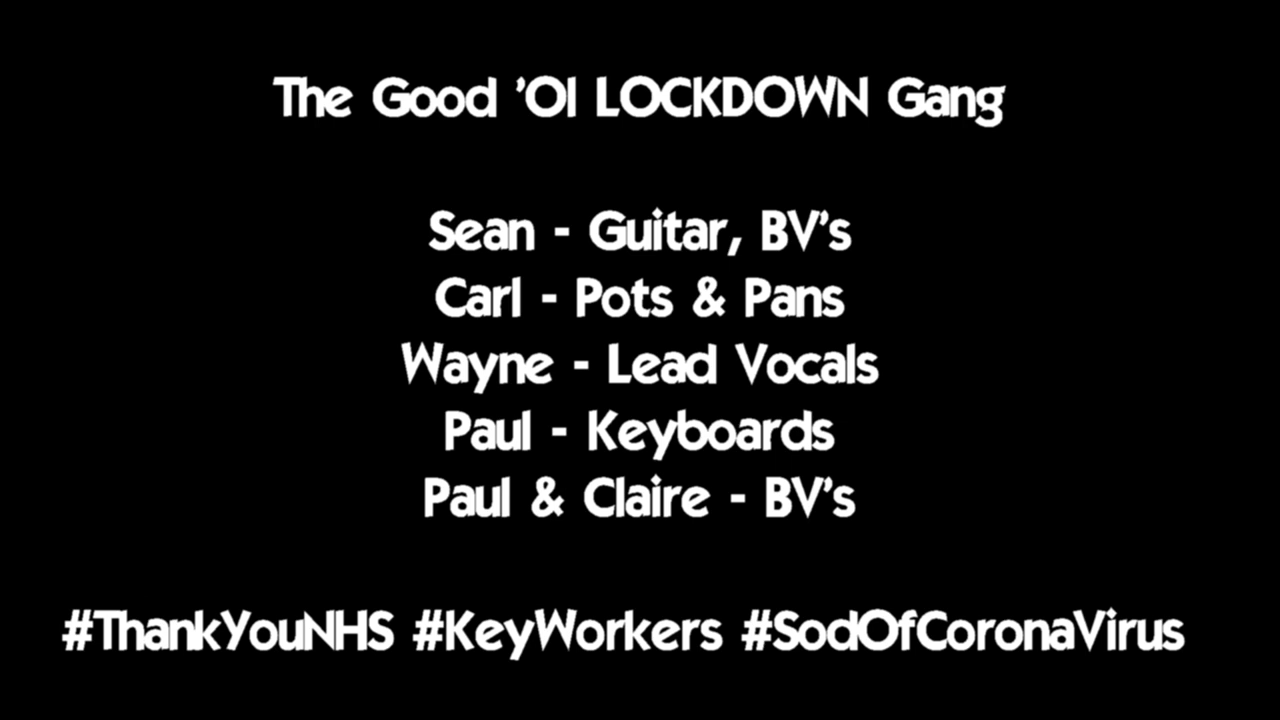 The Good ’Ol LOCKDOWN Gang
Sean - Guitar, BV’s
Carl - Pots & Pans
Wayne - Lead Vocals
Paul - Keyboards
Paul & Claire - BV’s
#ThankYouNHS #KeyWorkers #SodOfCoronaVirus